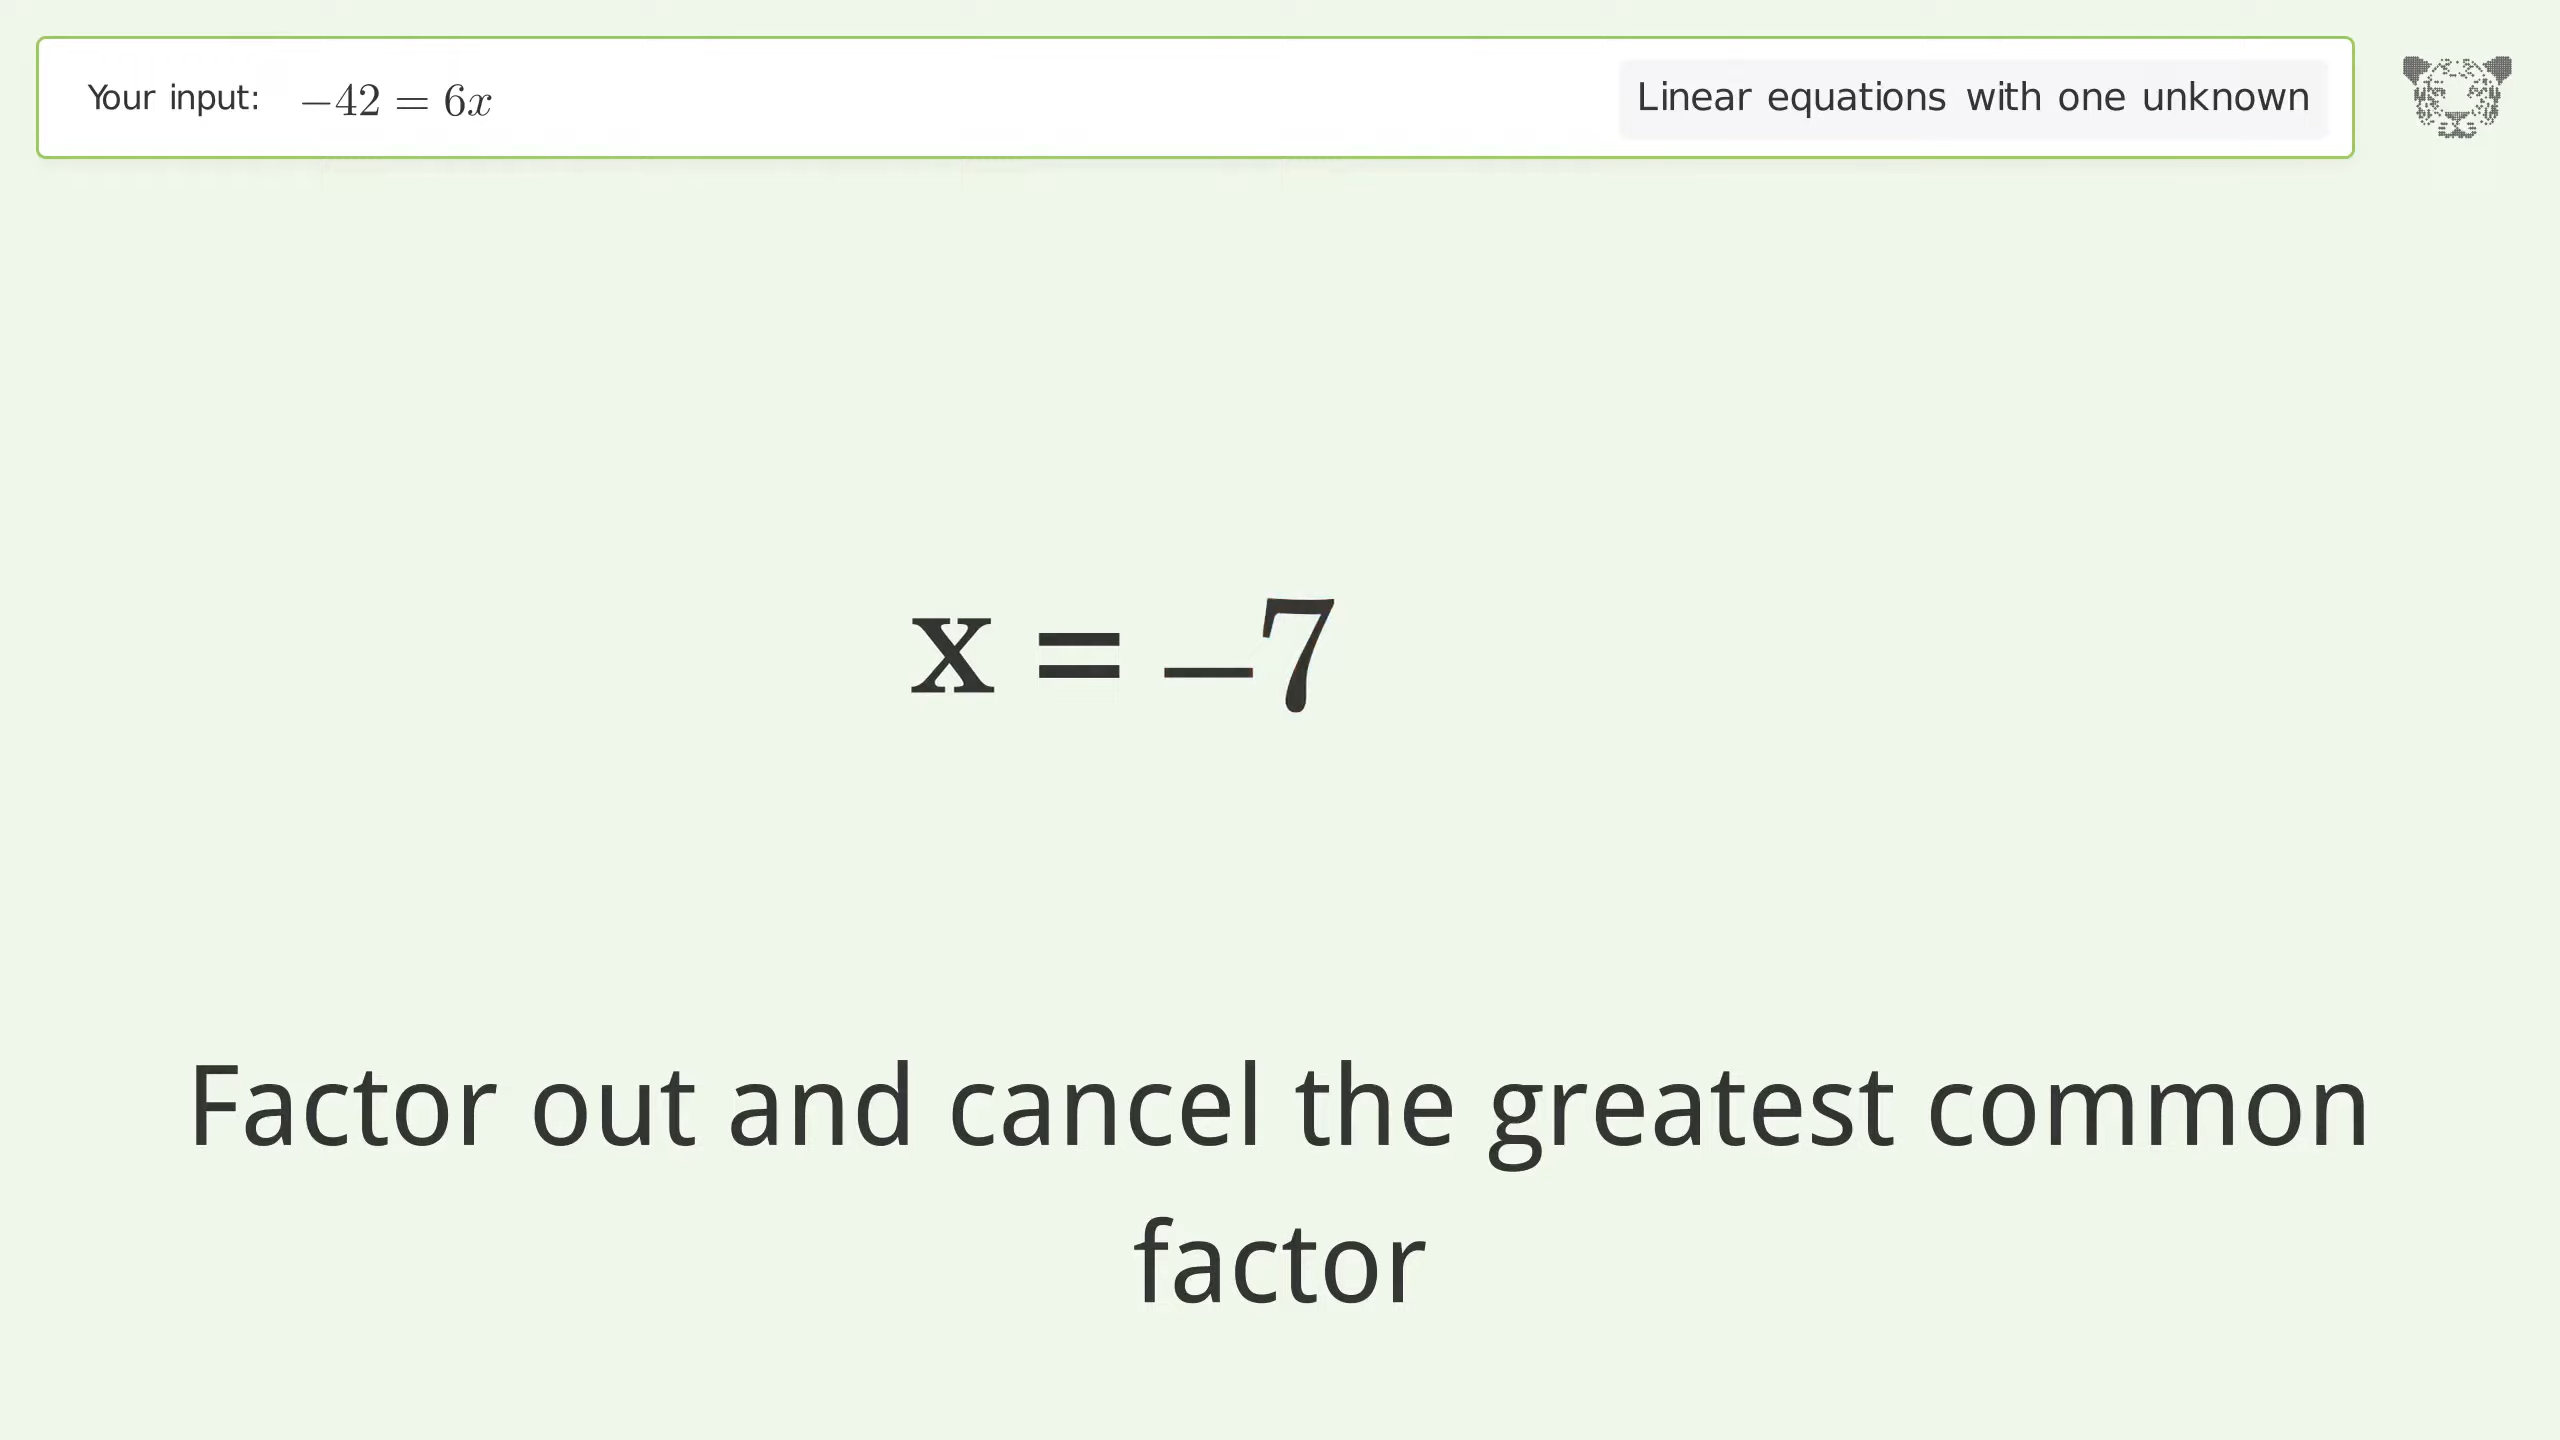 Your input: −42 = 6x
Linear equations with one unknown
x = −7
Factor out and cancel the greatest common
factor